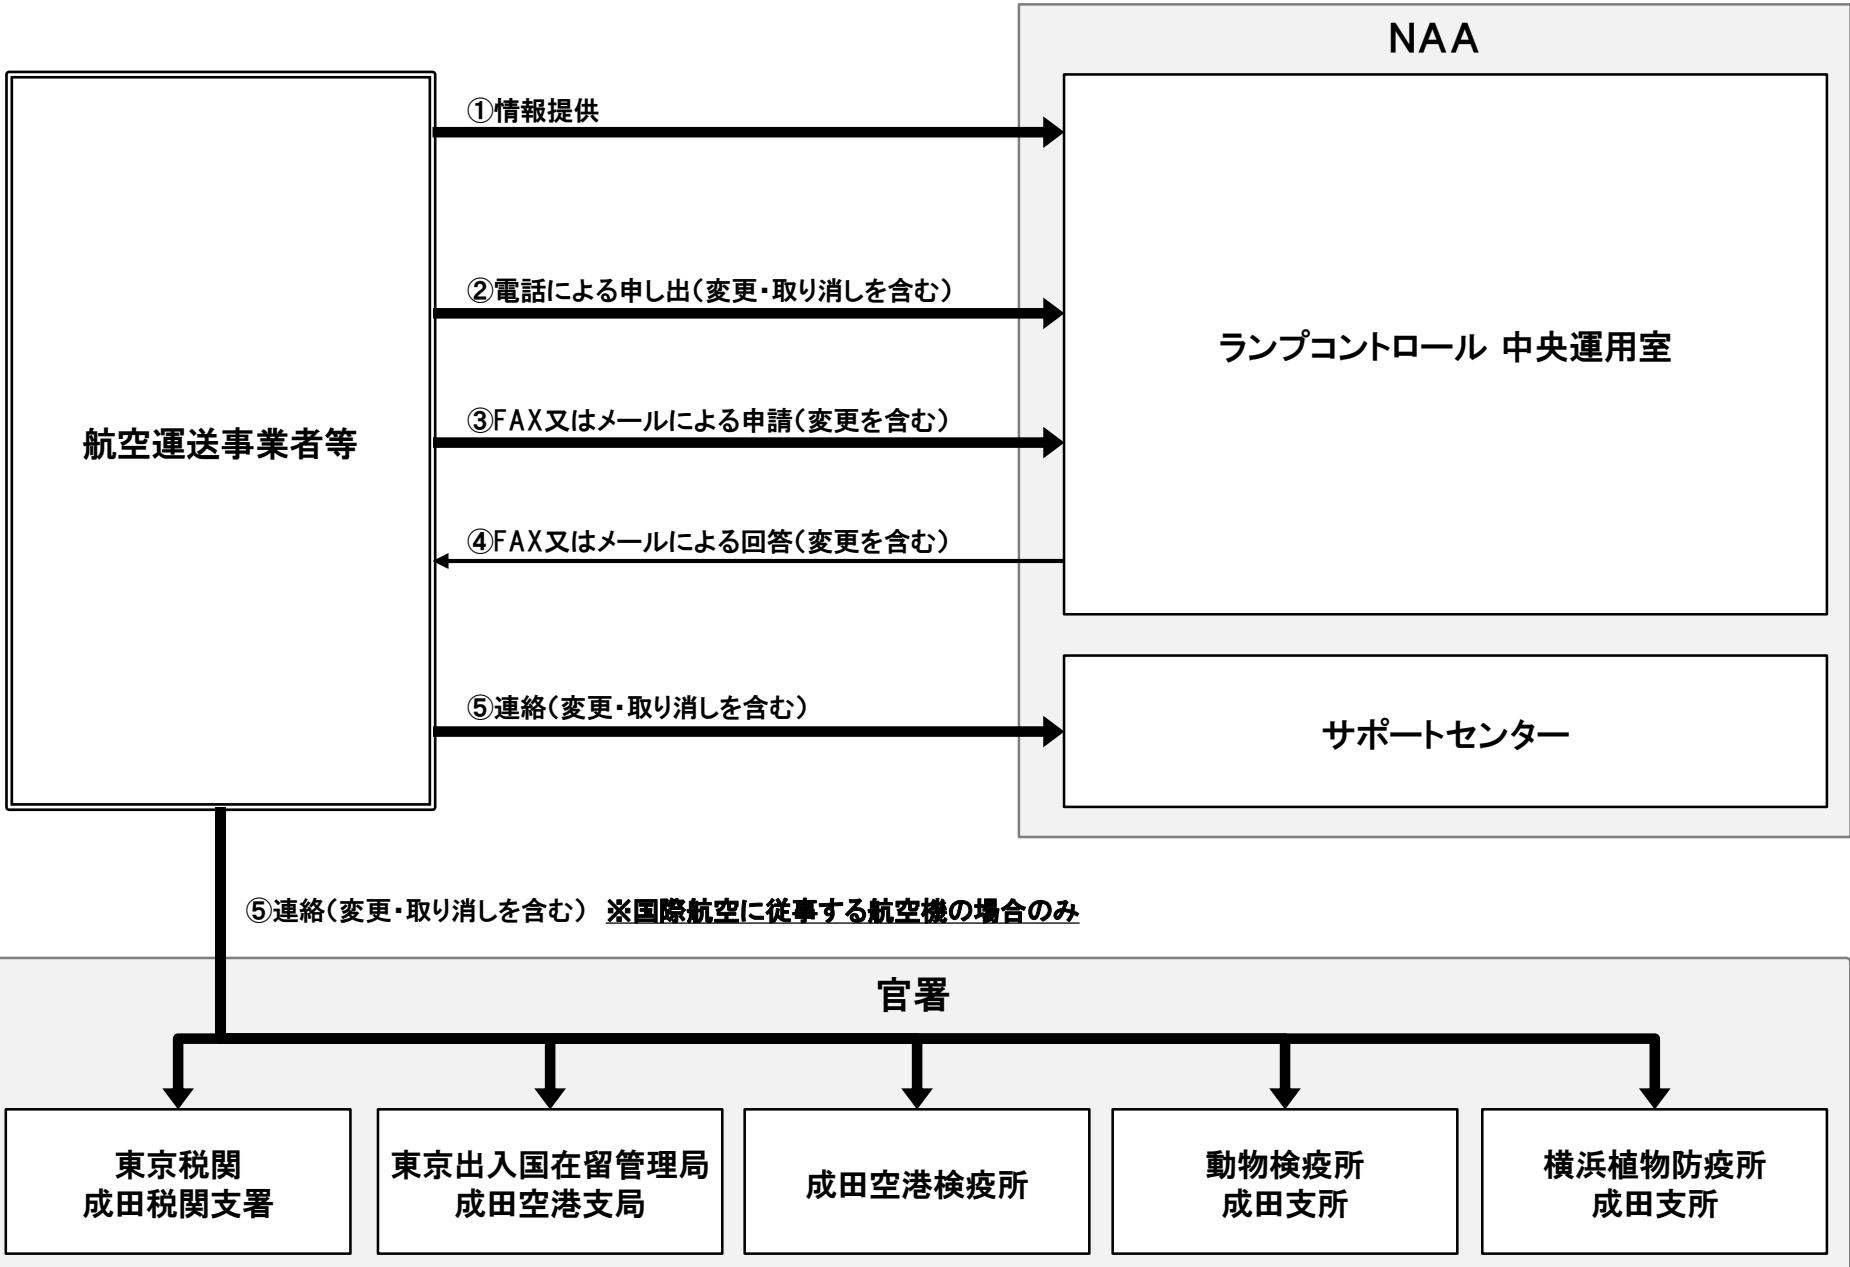 NAA
①情報提供
②電話による申し出(変更・取り消しを含む)
ランプコントロール 中央運用室
③FAX又はメールによる申請(変更を含む)
航空運送事業者等
④FAX又はメールによる回答(変更を含む)
⑤連絡(変更・取り消しを含む)
サポートセンター
⑤連絡(変更・取り消しを含む) ※国際航空に従事する航空機の場合のみ
官署
東京税関
成田税関支署
東京出入国在留管理局
成田空港支局
成田空港検疫所
動物検疫所
成田支所
横浜植物防疫所
成田支所